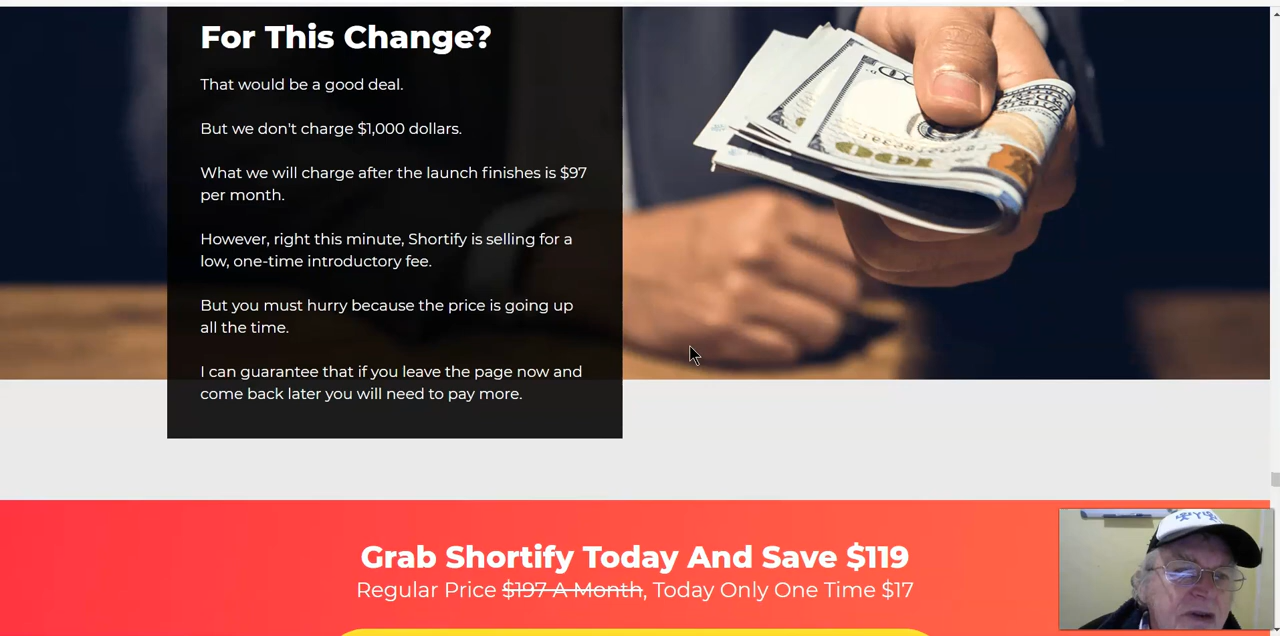 For This Change?
That would be a good deal.
But we don't charge $1,000 dollars.
What we will charge after the launch finishes is $97
per month.
However, right this minute, Shortify is selling for a
low, one-time introductory fee.
But you must hurry because the price is going up
all the time.
I can guarantee that if you leave the page now and
come back later you will need to pay more.
100
Grab Shortify Today And Save $119
Regular Price $197 A Month, Today Only One Time $17